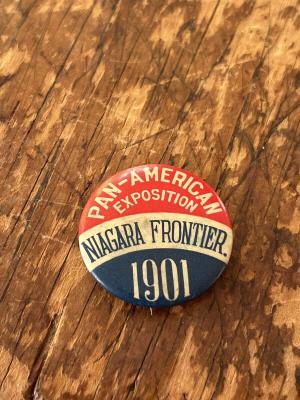 PAN-AMERICAN
EXPOSITION
NIAGARA FRONTIER.
1901